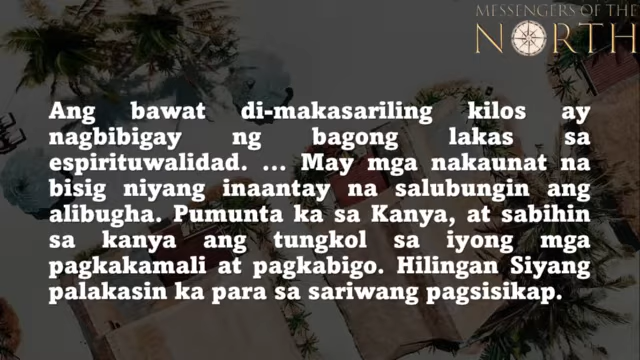 MESSENGERS OF THE
NORTH
Ang bawat di-makasariling kilos ay
nagbibigay ng bagong lakas sa
espirituwalidad. ... May mga nakaunat na
bisig niyang inaantay na salubungin ang
alibugha. Pumunta ka sa Kanya, at sabihin
sa kanya ang tungkol sa iyong mga
pagkakamali at pagkabigo. Hilingan Siyang
palakasin ka para sa sariwang pagsisikap.